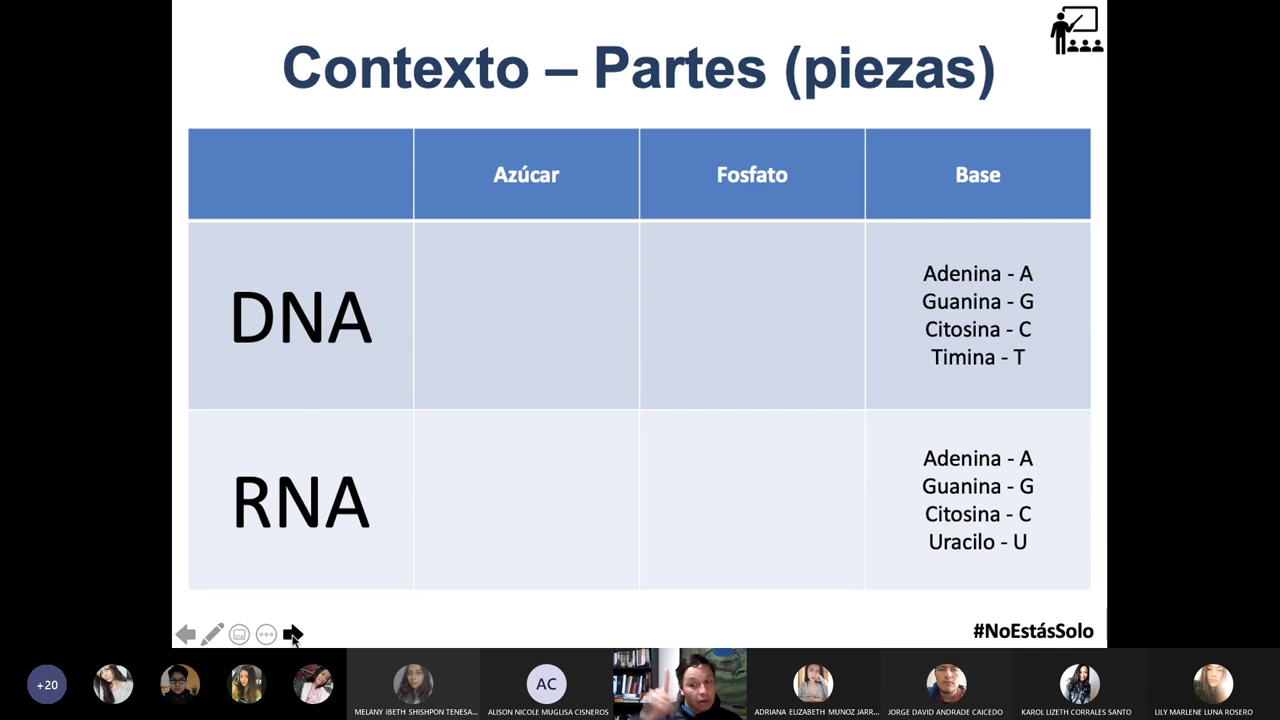 Contexto – Partes (piezas)
Azúcar
Fosfato
Base
DNA
Adenina - A
Guanina - G
Citosina - C
Timina - T
RNA
Adenina - A
Guanina - G
Citosina - C
Uracilo - U
#NoEstásSolo
+20
AC
MELANY IBETH SHISHPON TENESA...
ALISON NICOLE MUGLISA CISNEROS
ADRIANA ELIZABETH MUNOZ JARR...
JORGE DAVID ANDRADE CAICEDO
KAROL LIZETH CORRALES SANTO
LILY MARLENE LUNA ROSERO